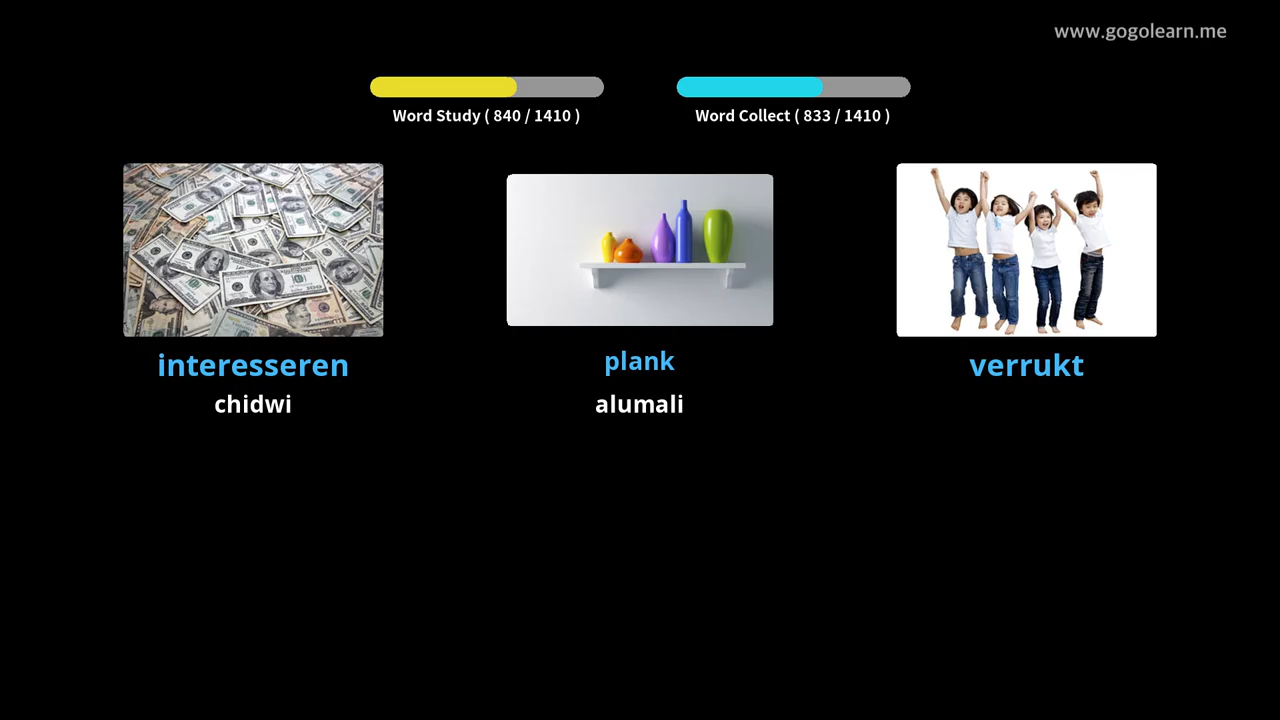 www.gogolearn.me
Word Study ( 840 / 1410 )
Word Collect ( 833 / 1410 )
interesseren
chidwi
plank
alumali
verrukt